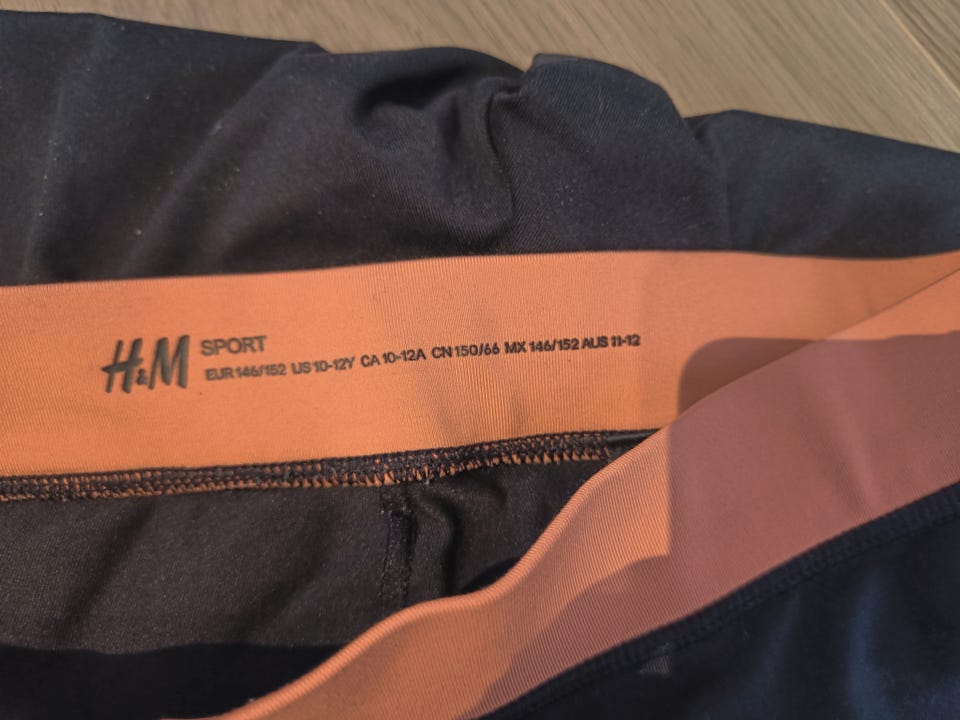 H&M SPORT
EUR 146/152 US 10-12Y CA 10-12A CN 150/66 MX 146/152 AUS 11-12